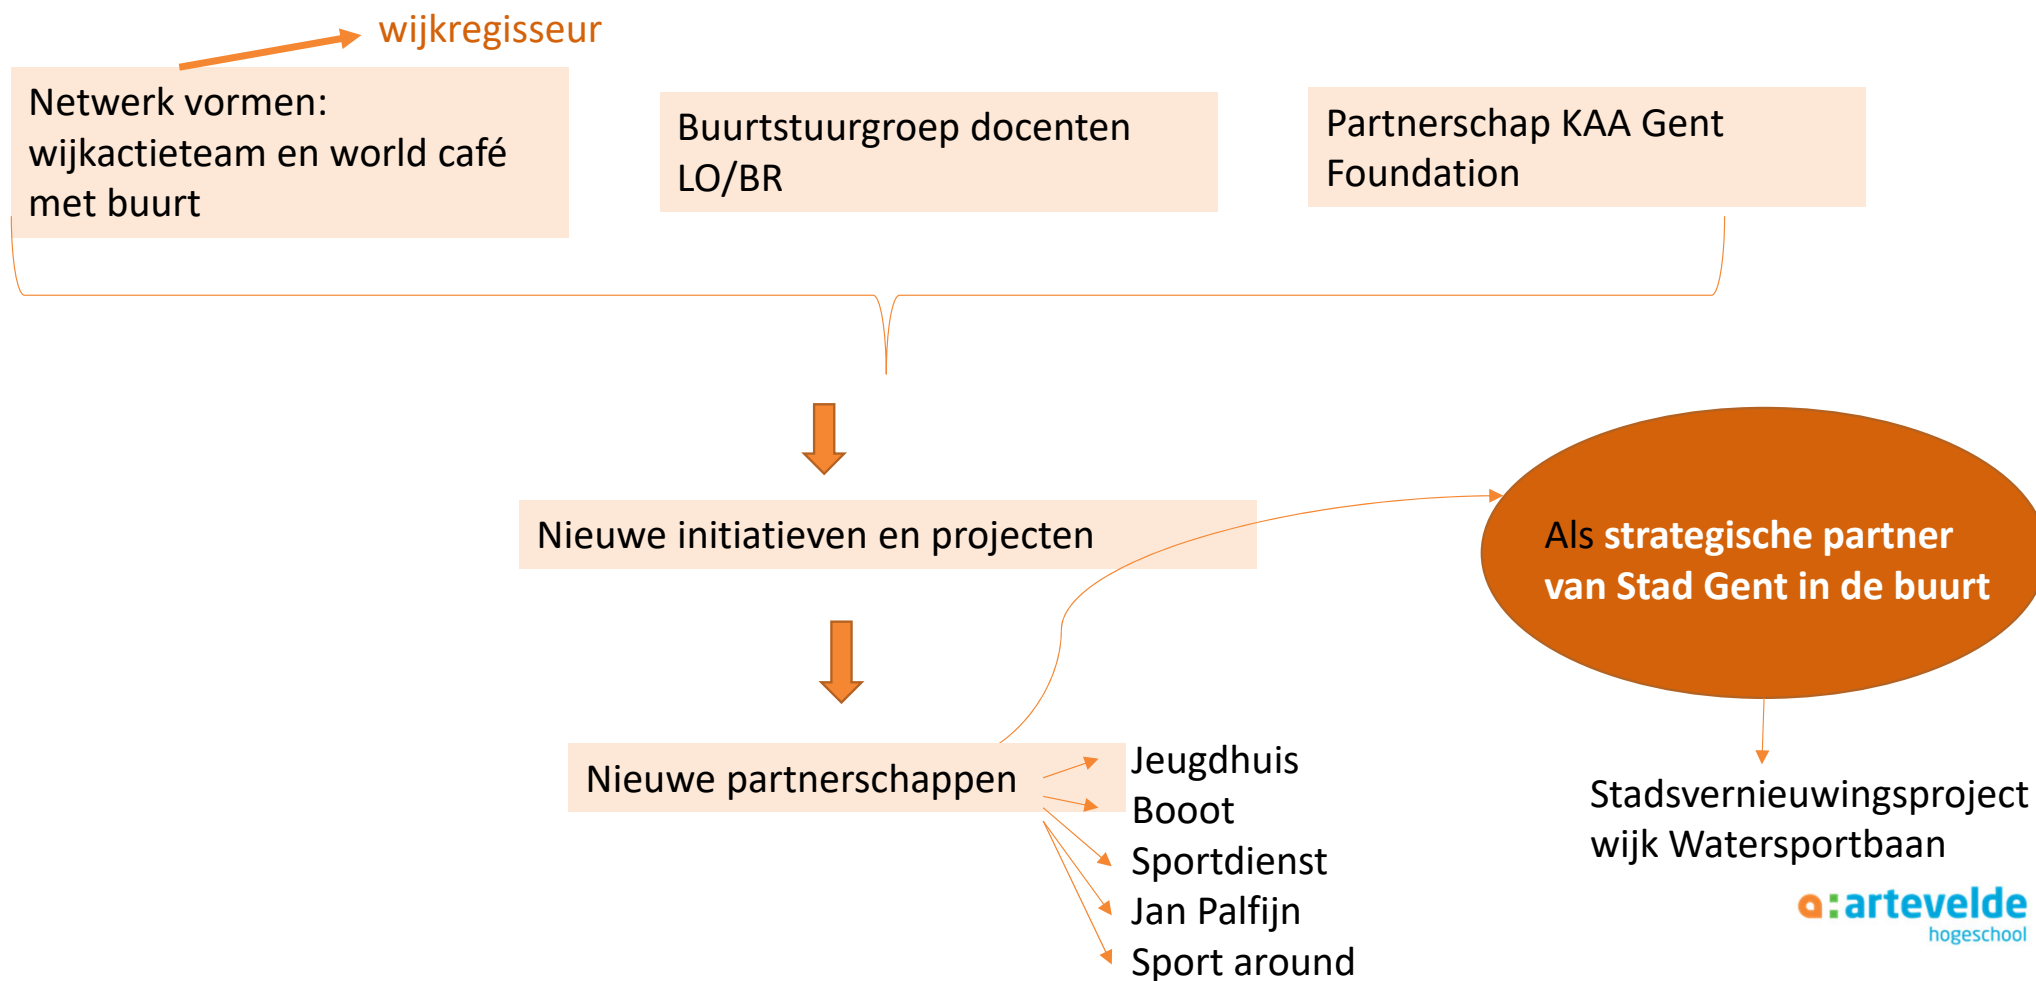 wijkregisseur
Netwerk vormen:
wijkactieteam en world café
met buurt
Buurtstuurgroep docenten
LO/BR
Partnerschap KAA Gent
Foundation
Nieuwe initiatieven en projecten
Als strategische partner
van Stad Gent in de buurt
Nieuwe partnerschappen
Jeugdhuis
Booot
Sportdienst
Jan Palfijn
Sport around
Stadsvernieuwingsproject
wijk Watersportbaan
a:artevelde
hogeschool